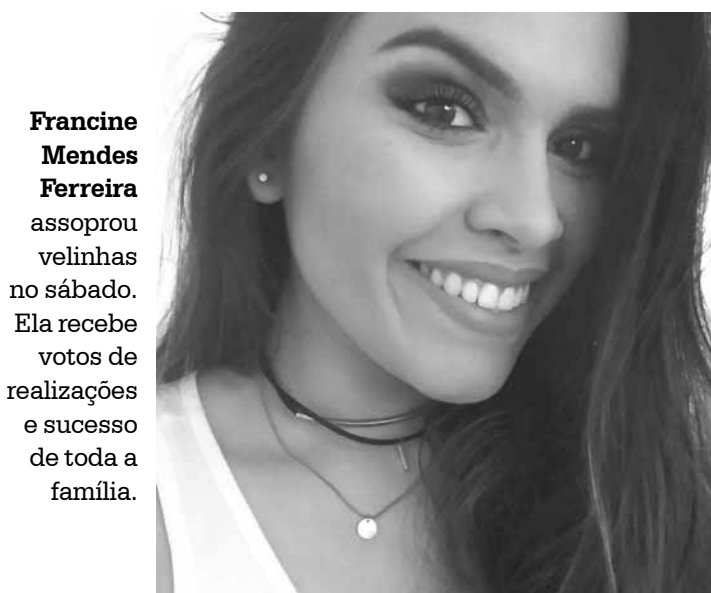 Francine
Mendes
Ferreira
assoprou
velinhas
no sábado.
Ela recebe
votos de
realizações
e sucesso
de toda a
família.